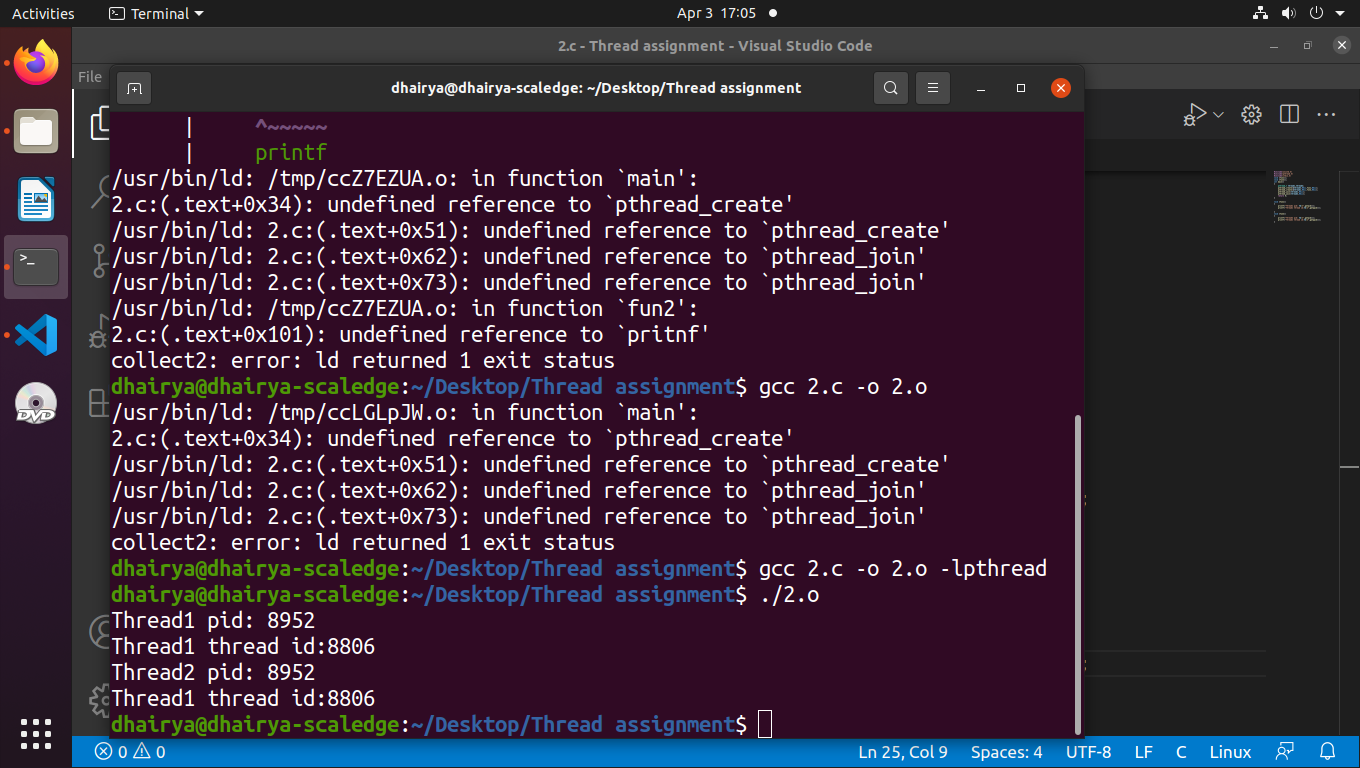 Activities
Terminal
Apr 3 17:05
2.c - Thread assignment - Visual Studio Code
File
dhairya@dhairya-scaledge: ~/Desktop/Thread assignment
| ^~~~~~
| printf
/usr/bin/ld: /tmp/ccZ7EZUA.o: in function `main':
2.c:(.text+0x34): undefined reference to `pthread_create'
/usr/bin/ld: 2.c:(.text+0x51): undefined reference to `pthread_create'
/usr/bin/ld: 2.c:(.text+0x62): undefined reference to `pthread_join'
/usr/bin/ld: 2.c:(.text+0x73): undefined reference to `pthread_join'
/usr/bin/ld: /tmp/ccZ7EZUA.o: in function `fun2':
2.c:(.text+0x101): undefined reference to `pritnf'
collect2: error: ld returned 1 exit status
dhairya@dhairya-scaledge:~/Desktop/Thread assignment$ gcc 2.c -o 2.o
/usr/bin/ld: /tmp/ccLGLpJW.o: in function `main':
2.c:(.text+0x34): undefined reference to `pthread_create'
/usr/bin/ld: 2.c:(.text+0x51): undefined reference to `pthread_create'
/usr/bin/ld: 2.c:(.text+0x62): undefined reference to `pthread_join'
/usr/bin/ld: 2.c:(.text+0x73): undefined reference to `pthread_join'
collect2: error: ld returned 1 exit status
dhairya@dhairya-scaledge:~/Desktop/Thread assignment$ gcc 2.c -o 2.o -lpthread
dhairya@dhairya-scaledge:~/Desktop/Thread assignment$ ./2.o
Thread1 pid: 8952
Thread1 thread id:8806
Thread2 pid: 8952
Thread1 thread id:8806
dhairya@dhairya-scaledge:~/Desktop/Thread assignment$
DVD
0 0
Ln 25, Col 9
Spaces: 4
UTF-8
LF
C
Linux